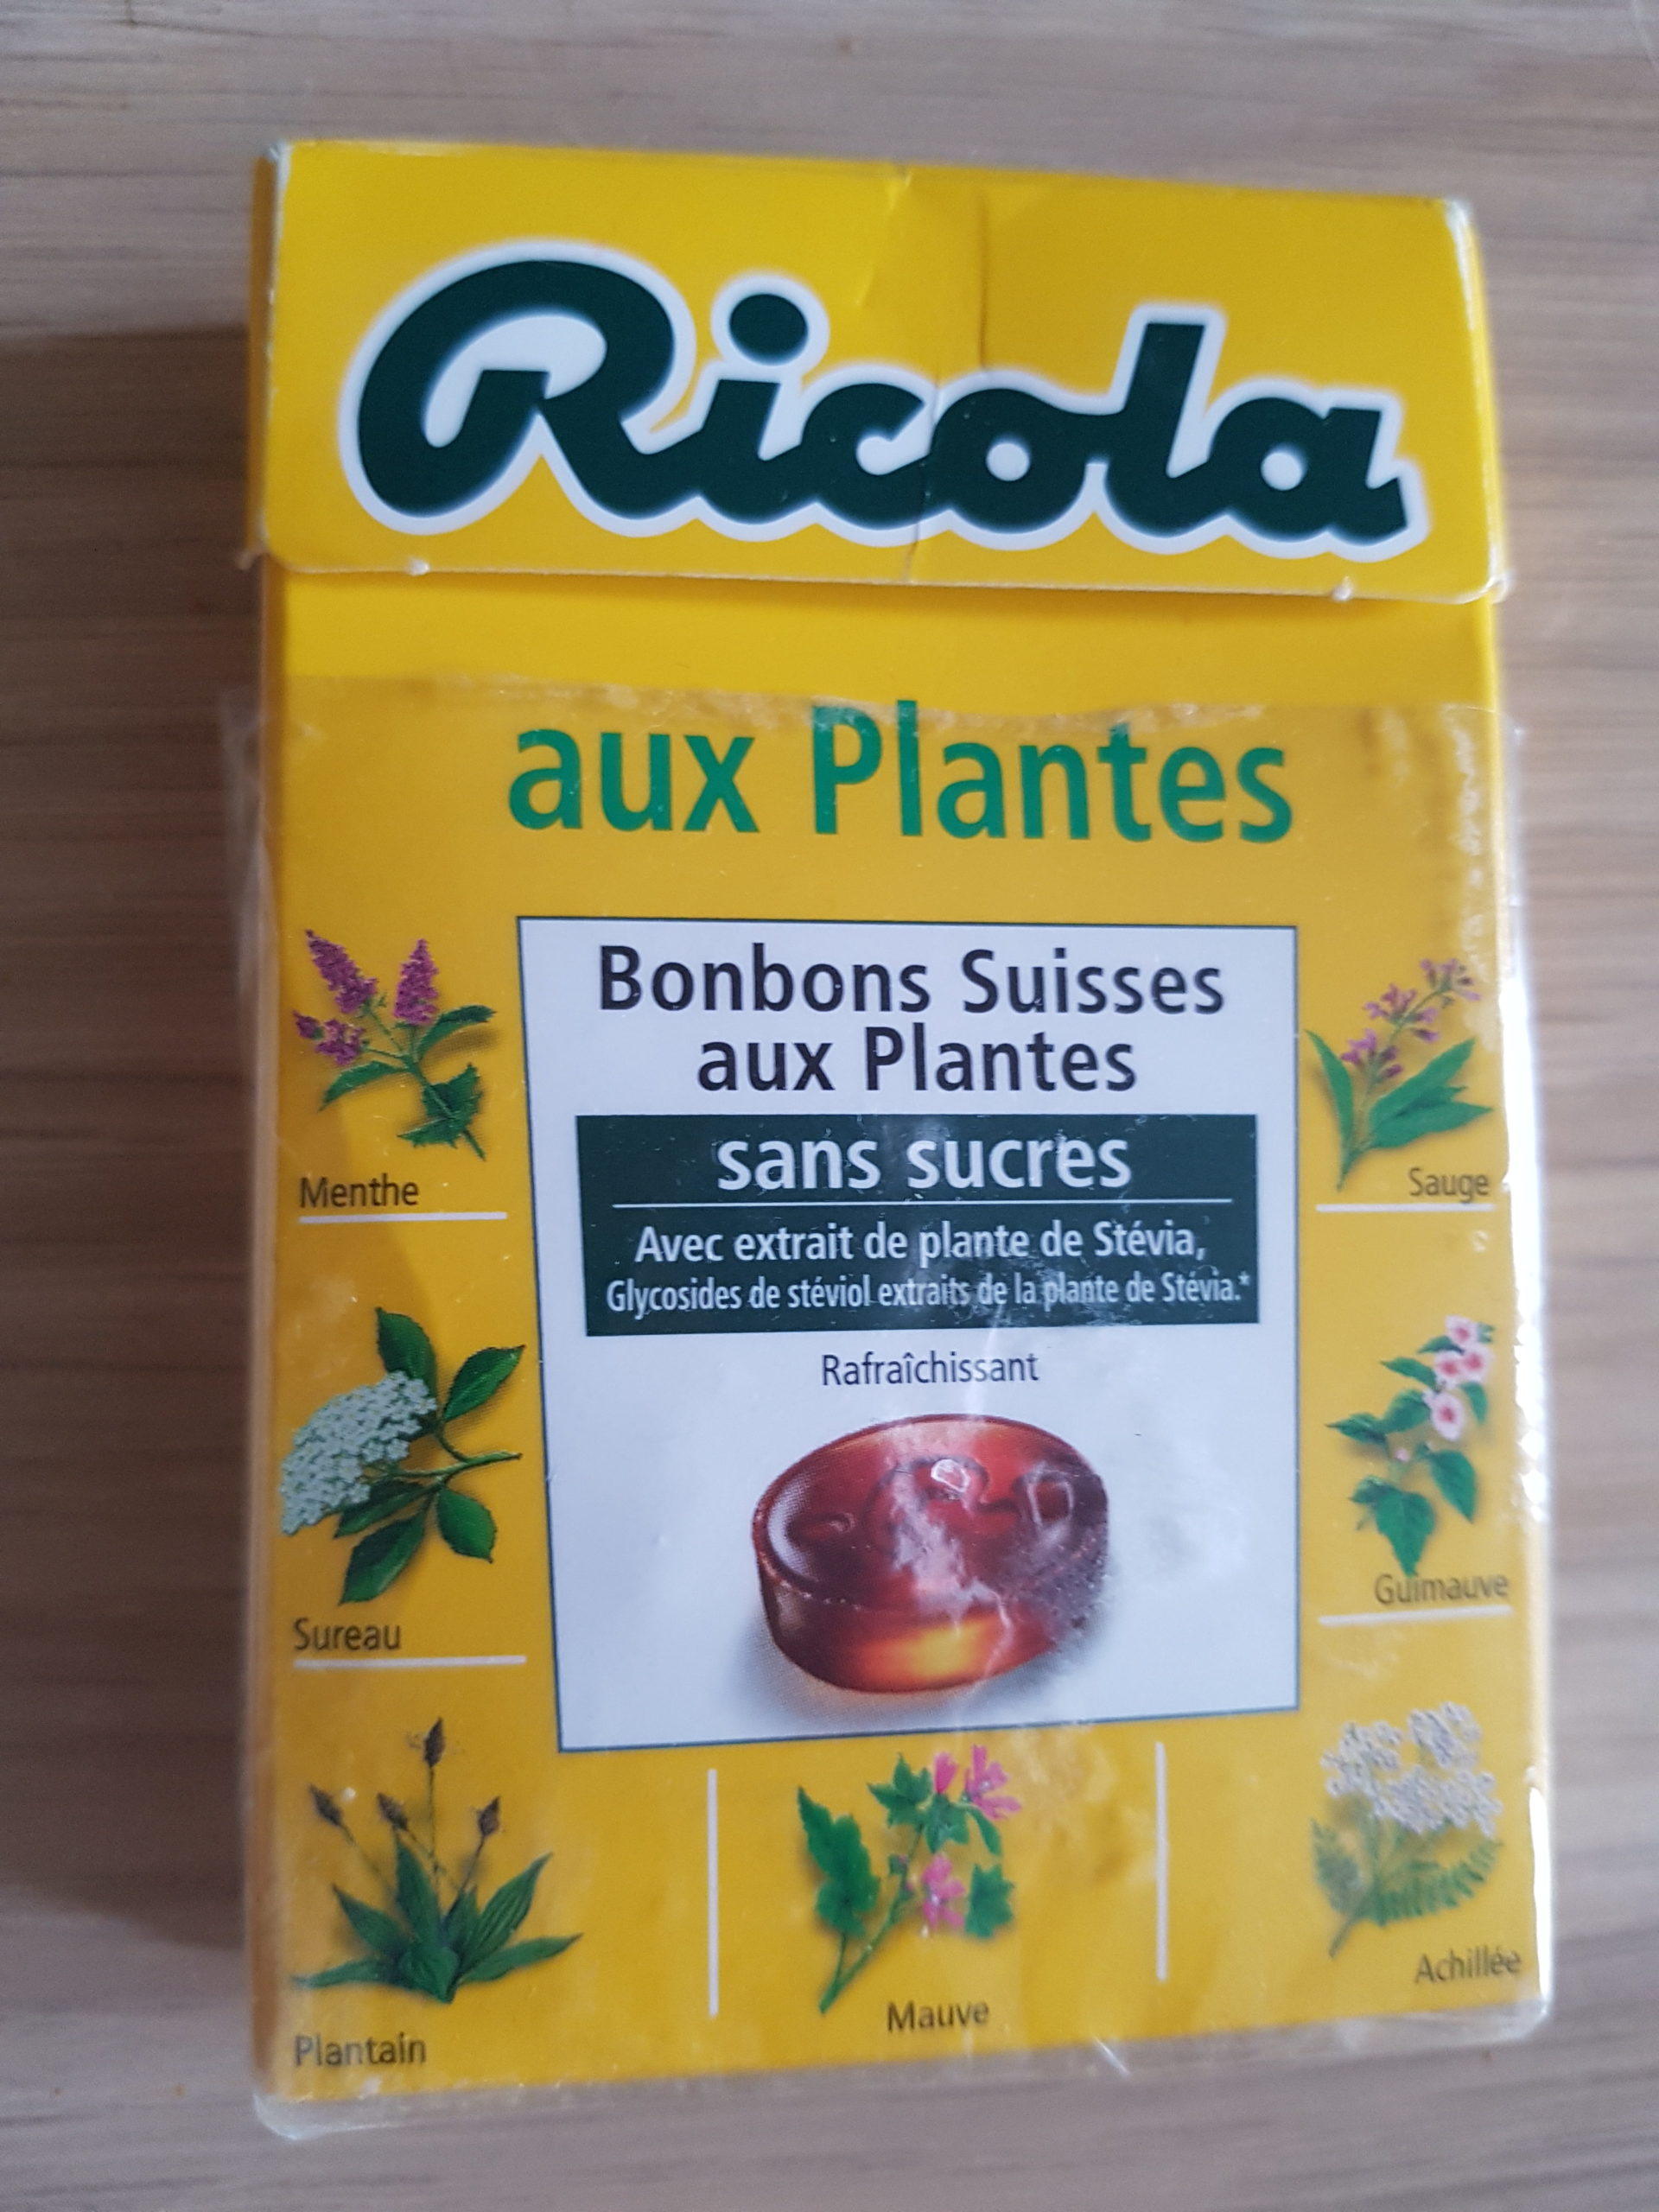 Ricola
aux Plantes
Bonbons Suisses
aux Plantes
sans sucres
Avec extrait de plante de Stévia,
Glycosides de stéviol extraits de la plante de Stévia.*
Rafraîchissant
Menthe
Sauge
Sureau
Guimauve
Plantain
Mauve
Achillée